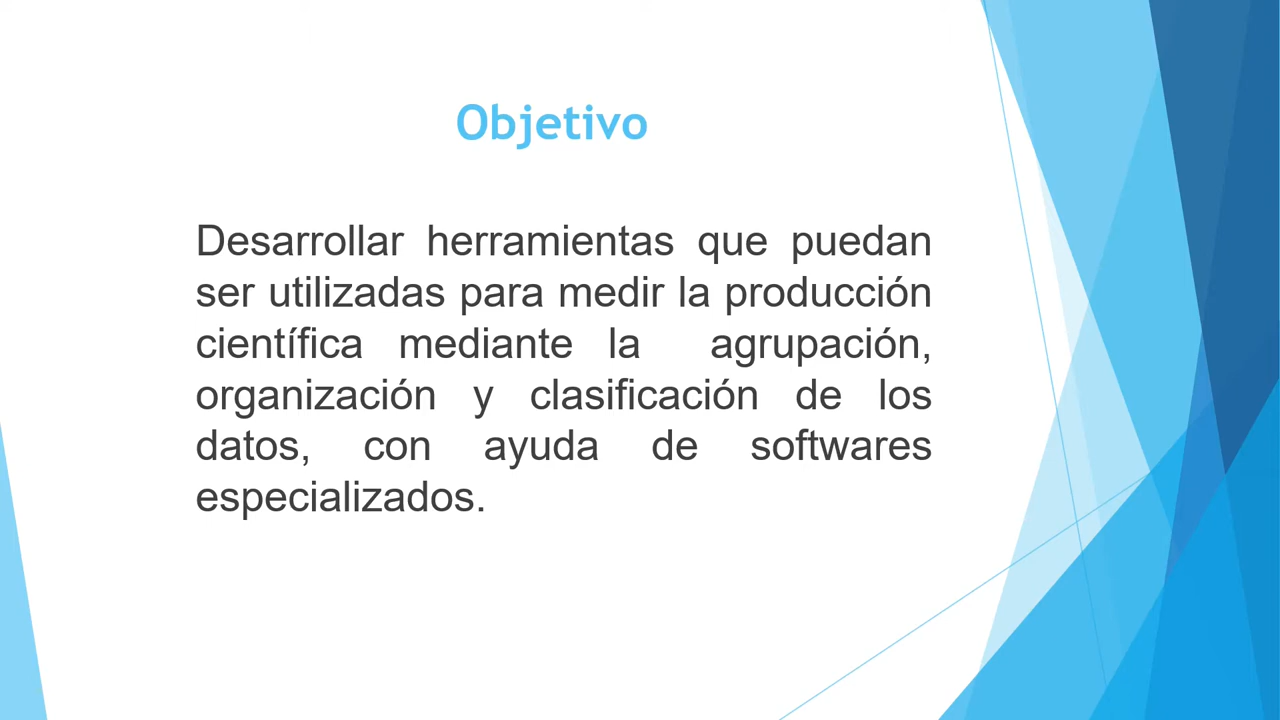 Objetivo
Desarrollar herramientas que puedan
ser utilizadas para medir la producción
científica mediante la agrupación,
organización y clasificación de los
datos, con ayuda de softwares
especializados.